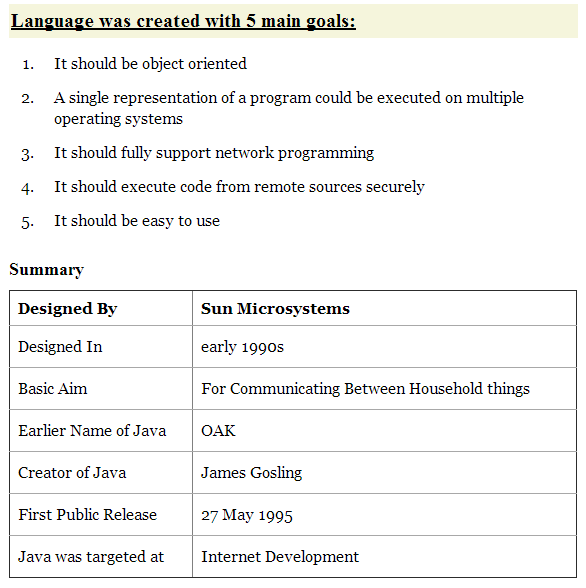 Language was created with 5 main goals:
1. It should be object oriented
2. A single representation of a program could be executed on multiple
operating systems
3. It should fully support network programming
4. It should execute code from remote sources securely
5. It should be easy to use
Summary
Designed By Sun Microsystems
Designed In early 1990s
Basic Aim For Communicating Between Household things
Earlier Name of Java OAK
Creator of Java James Gosling
First Public Release 27 May 1995
Java was targeted at Internet Development